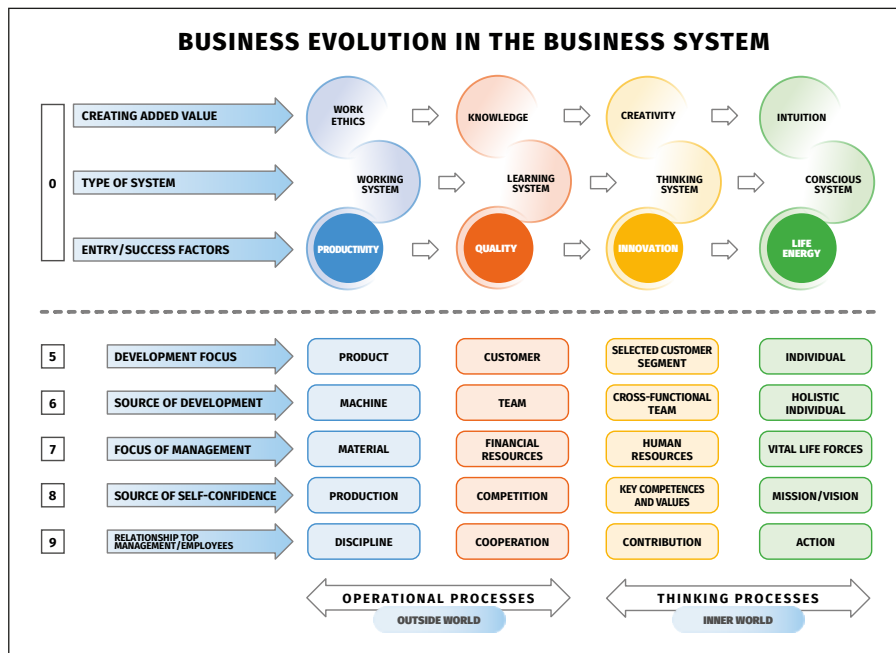 BUSINESS EVOLUTION IN THE BUSINESS SYSTEM
0
CREATING ADDED VALUE
WORK
ETHICS
KNOWLEDGE
CREATIVITY
INTUITION
TYPE OF SYSTEM
WORKING
SYSTEM
LEARNING
SYSTEM
THINKING
SYSTEM
CONSCIOUS
SYSTEM
ENTRY/SUCCESS FACTORS
PRODUCTIVITY
QUALITY
INNOVATION
LIFE
ENERGY
5
DEVELOPMENT FOCUS
PRODUCT
CUSTOMER
SELECTED CUSTOMER
SEGMENT
INDIVIDUAL
6
SOURCE OF DEVELOPMENT
MACHINE
TEAM
CROSS-FUNCTIONAL
TEAM
HOLISTIC
INDIVIDUAL
7
FOCUS OF MANAGEMENT
MATERIAL
FINANCIAL
RESOURCES
HUMAN
RESOURCES
VITAL LIFE FORCES
8
SOURCE OF SELF-CONFIDENCE
PRODUCTION
COMPETITION
KEY COMPETENCES
AND VALUES
MISSION/VISION
9
RELATIONSHIP TOP
MANAGEMENT/EMPLOYEES
DISCIPLINE
COOPERATION
CONTRIBUTION
ACTION
OPERATIONAL PROCESSES
OUTSIDE WORLD
THINKING PROCESSES
INNER WORLD